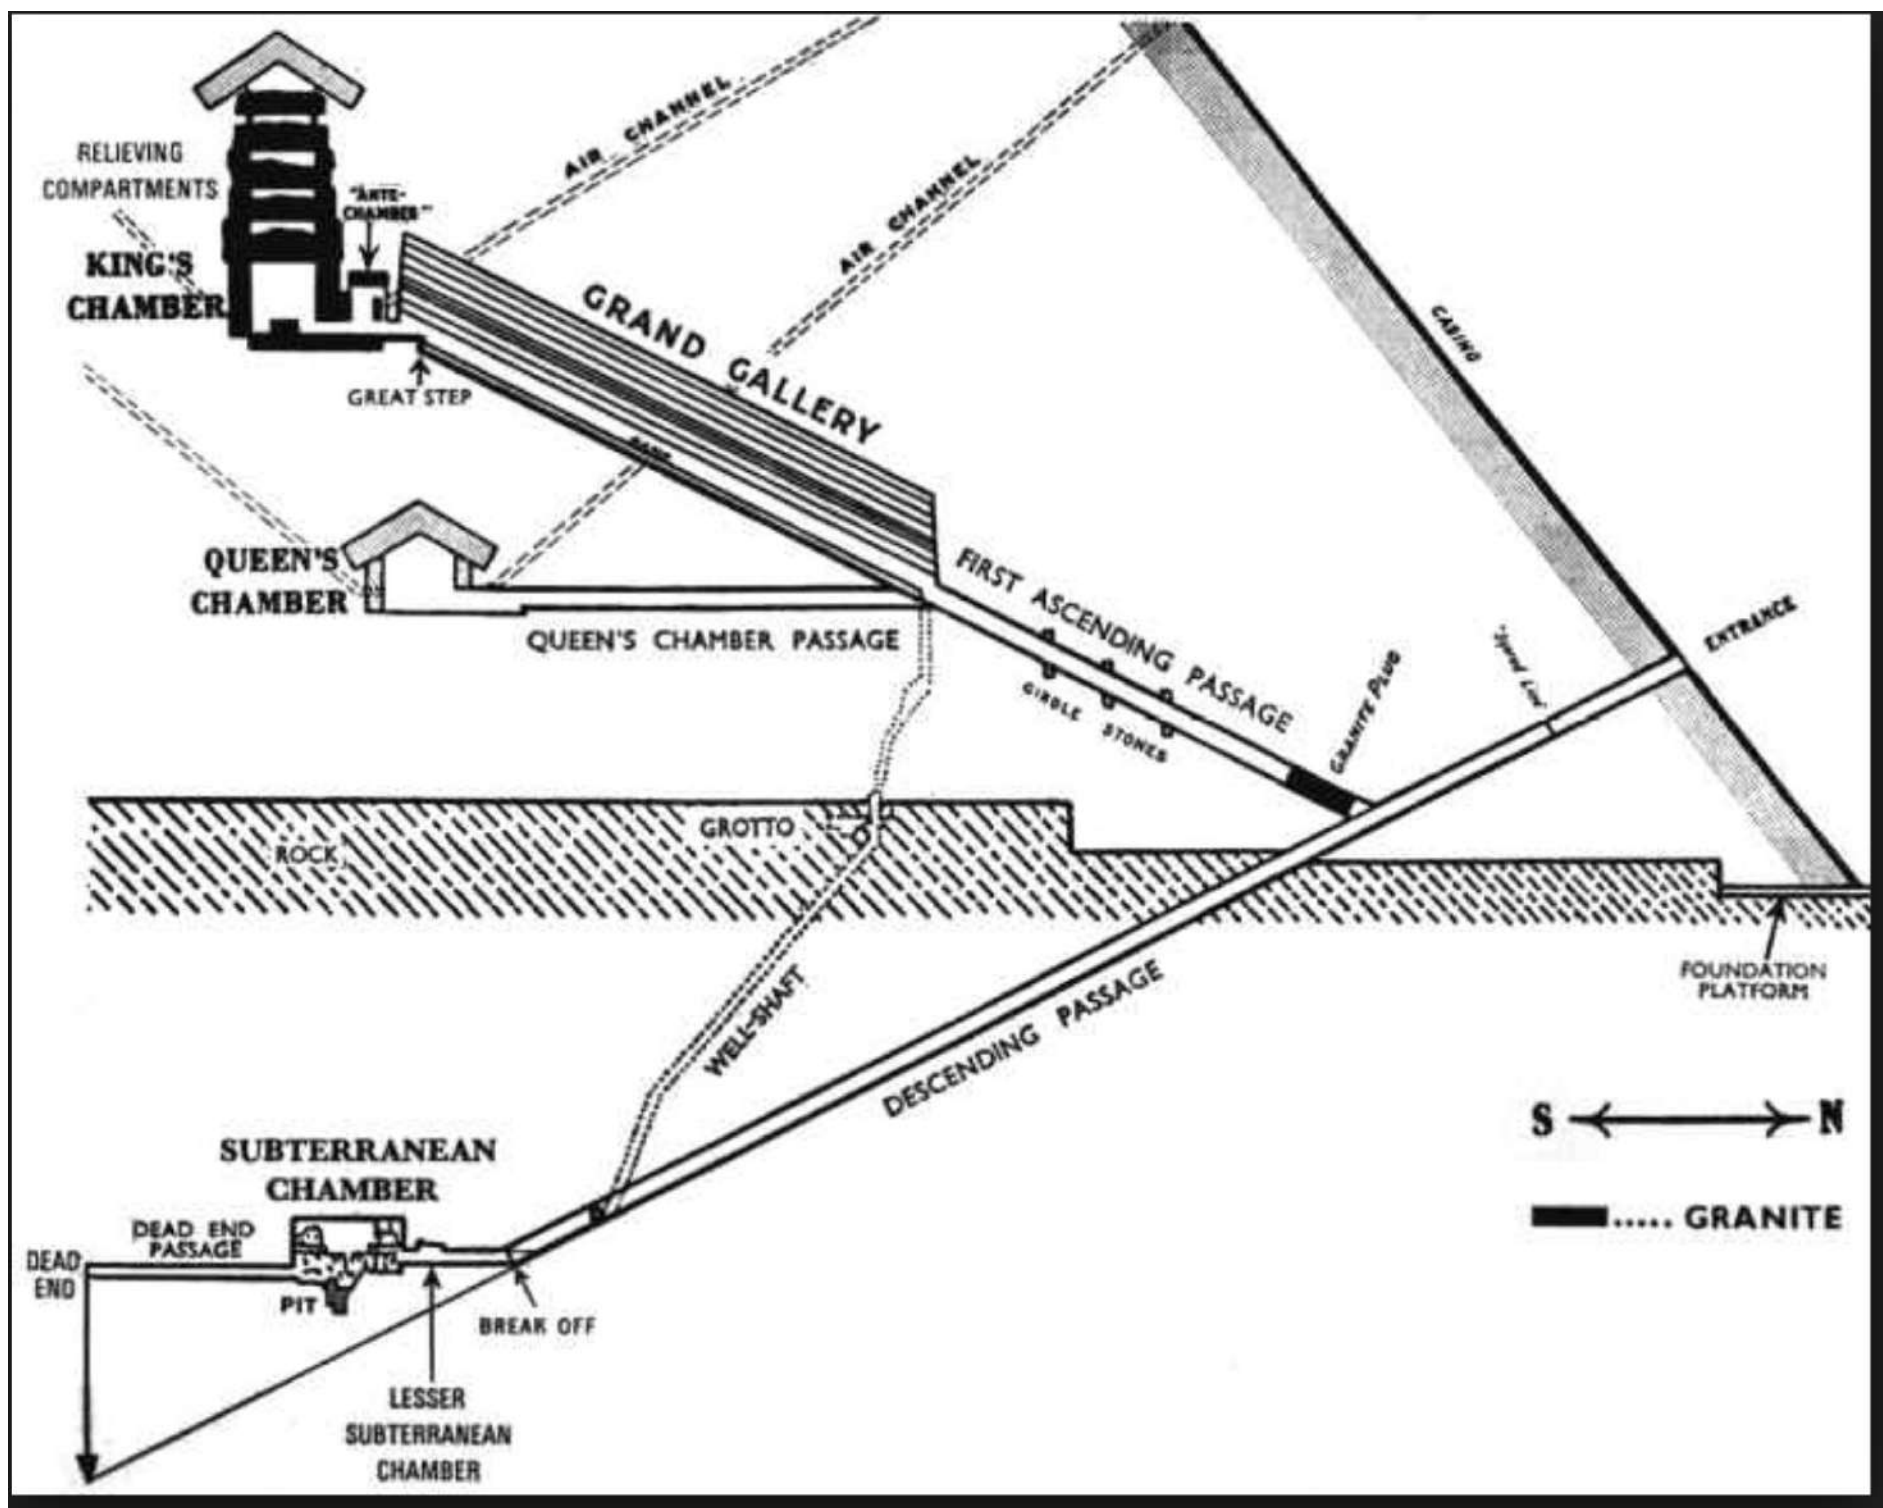 AIR CHANNEL
RELIEVING
COMPARTMENTS
"ANTE-
CHAMBER"
AIR CHANNEL
KING'S
CHAMBER
GRAND GALLERY
CASING
GREAT STEP
QUEEN'S
CHAMBER
QUEEN'S CHAMBER PASSAGE
FIRST ASCENDING PASSAGE
GIRDLE STONES
GRANITE PLUG
ENTRANCE
ROCK
GROTTO
WELL-SHAFT
DESCENDING PASSAGE
FOUNDATION
PLATFORM
S N
GRANITE
SUBTERRANEAN
CHAMBER
DEAD END
PASSAGE
DEAD
END
PIT
BREAK OFF
LESSER
SUBTERRANEAN
CHAMBER